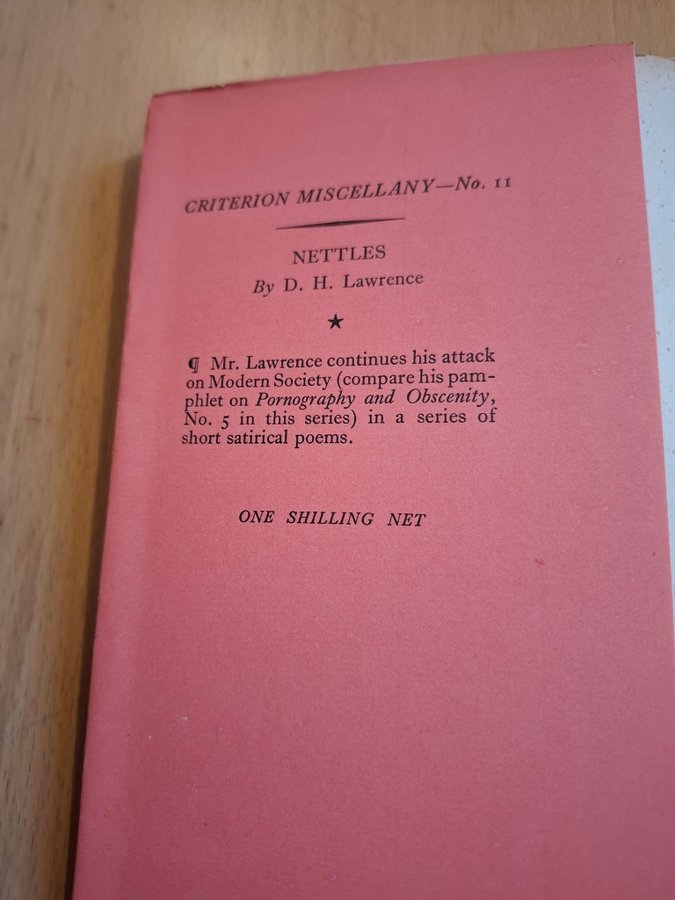 CRITERION MISCELLANY—No. 11
NETTLES
By D. H. Lawrence
★
¶ Mr. Lawrence continues his attack
on Modern Society (compare his pam-
phlet on Pornography and Obscenity,
No. 5 in this series) in a series of
short satirical poems.
ONE SHILLING NET